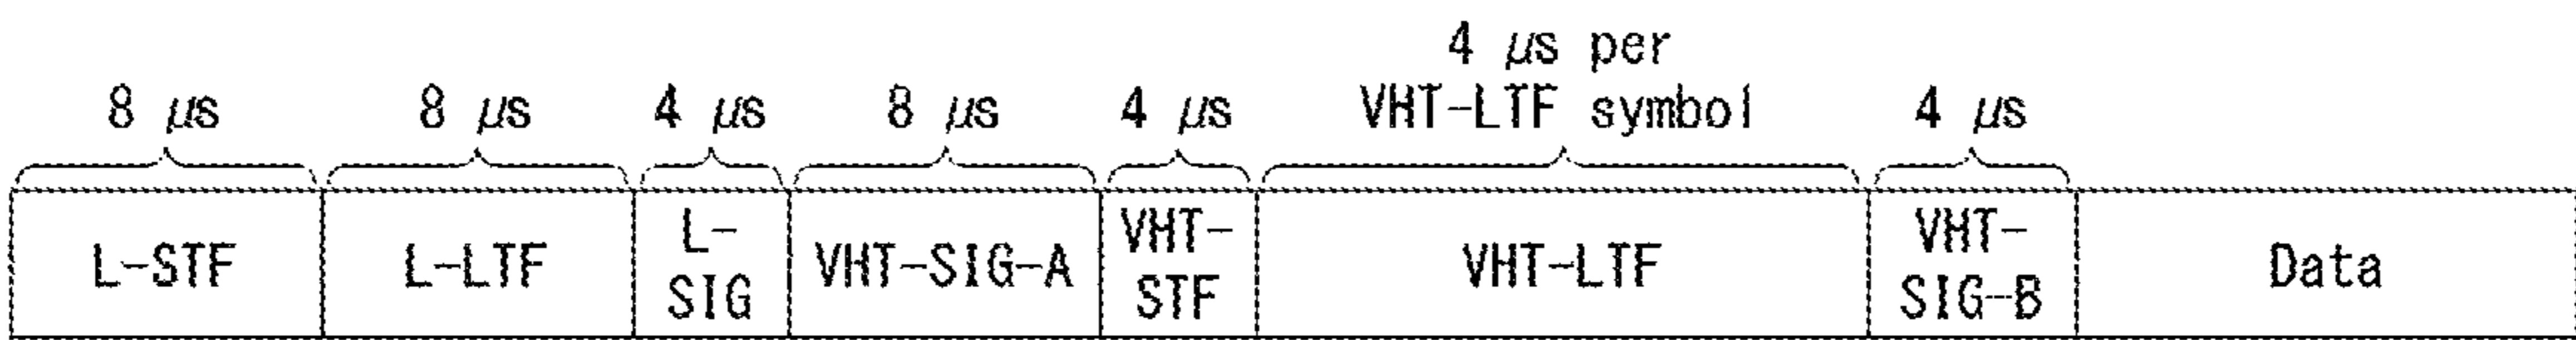 4 μs per
8 μs 8 μs 4 μs 8 μs 4 μs VHT-LTF symbol 4 μs
L-STF L-LTF L-
SIG VHT-SIG-A VHT-
STF VHT-LTF VHT-
SIG-B Data